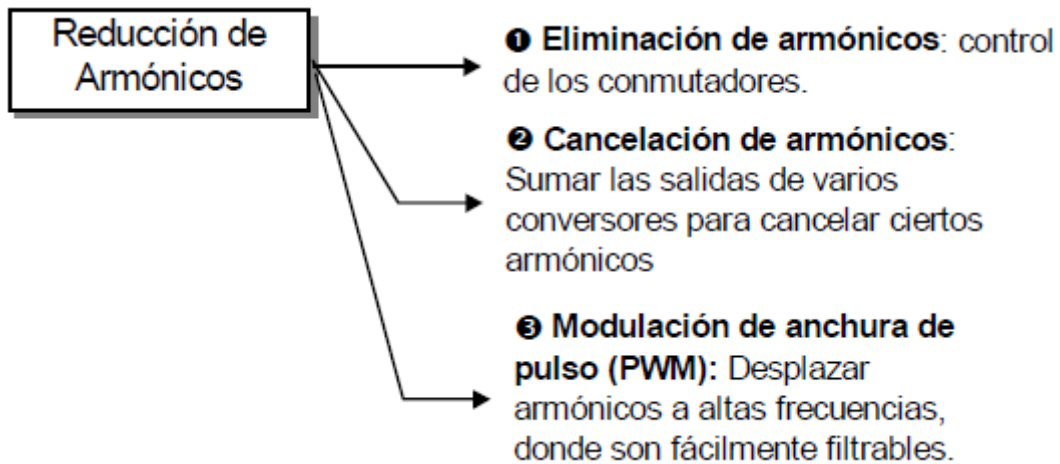 Reducción de
Armónicos
❶ Eliminación de armónicos: control
de los conmutadores.
❷ Cancelación de armónicos:
Sumar las salidas de varios
conversores para cancelar ciertos
armónicos
❸ Modulación de anchura de
pulso (PWM): Desplazar
armónicos a altas frecuencias,
donde son fácilmente filtrables.